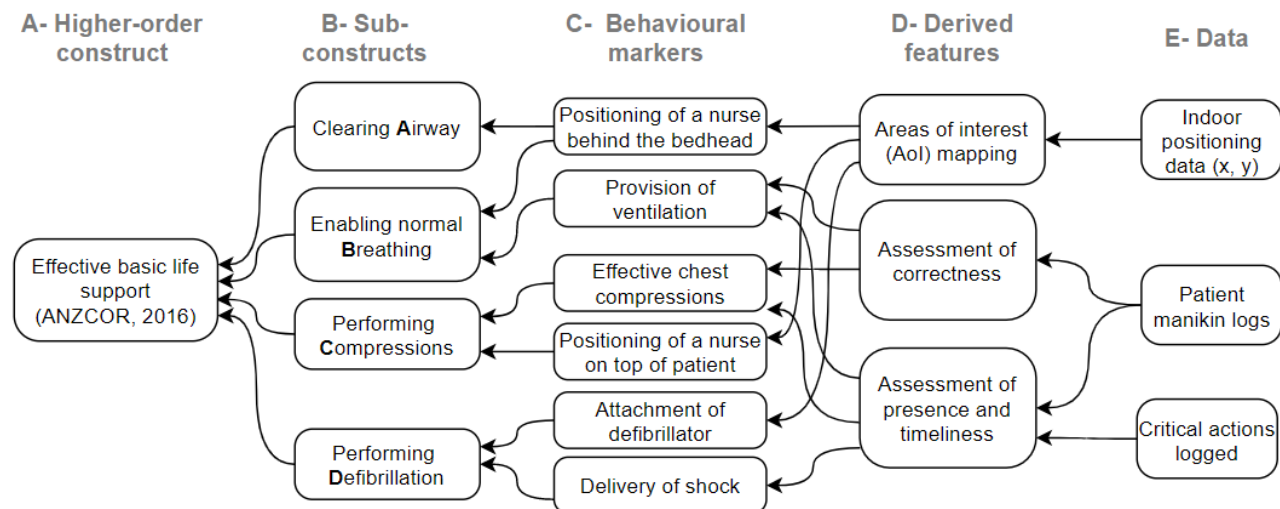 A- Higher-order
construct
B- Sub-
constructs
C- Behavioural
markers
D- Derived
features
E- Data
Effective basic life
support
(ANZCOR, 2016)
Clearing Airway
Enabling normal
Breathing
Performing
Compressions
Performing
Defibrillation
Positioning of a nurse
behind the bedhead
Provision of
ventilation
Effective chest
compressions
Positioning of a nurse
on top of patient
Attachment of
defibrillator
Delivery of shock
Areas of interest
(AoI) mapping
Assessment of
correctness
Assessment of
presence and
timeliness
Indoor
positioning
data (x, y)
Patient
manikin logs
Critical actions
logged